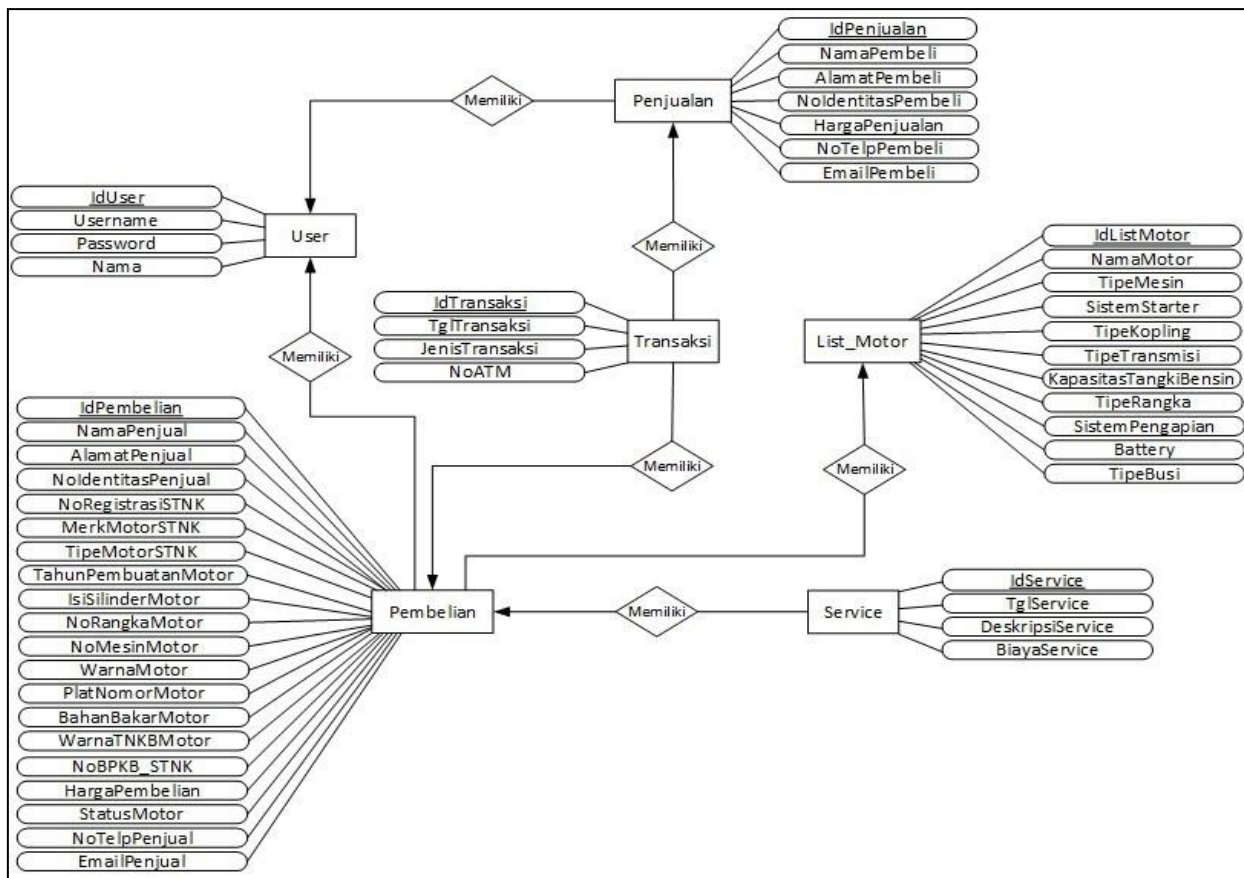 IdPenjualan
NamaPembeli
AlamatPembeli
NoIdentitasPembeli
HargaPenjualan
NoTelpPembeli
EmailPembeli
Penjualan
Memiliki
IdUser
Username
Password
Nama
User
Memiliki
Memiliki
IdTransaksi
TglTransaksi
JenisTransaksi
NoATM
Transaksi
Memiliki
IdListMotor
NamaMotor
TipeMesin
SistemStarter
TipeKopling
TipeTransmisi
KapasitasTangkiBensin
TipeRangka
SistemPengapian
Battery
TipeBusi
List_Motor
Memiliki
IdPembelian
NamaPenjual
AlamatPenjual
NoIdentitasPenjual
NoRegistrasiSTNK
MerkMotorSTNK
TipeMotorSTNK
TahunPembuatanMotor
IsiSilinderMotor
NoRangkaMotor
NoMesinMotor
WarnaMotor
PlatNomorMotor
BahanBakarMotor
WarnaTNKBMotor
NoBPKB_STNK
HargaPembelian
StatusMotor
NoTelpPenjual
EmailPenjual
Pembelian
Memiliki
Service
IdService
TglService
DeskripsiService
BiayaService